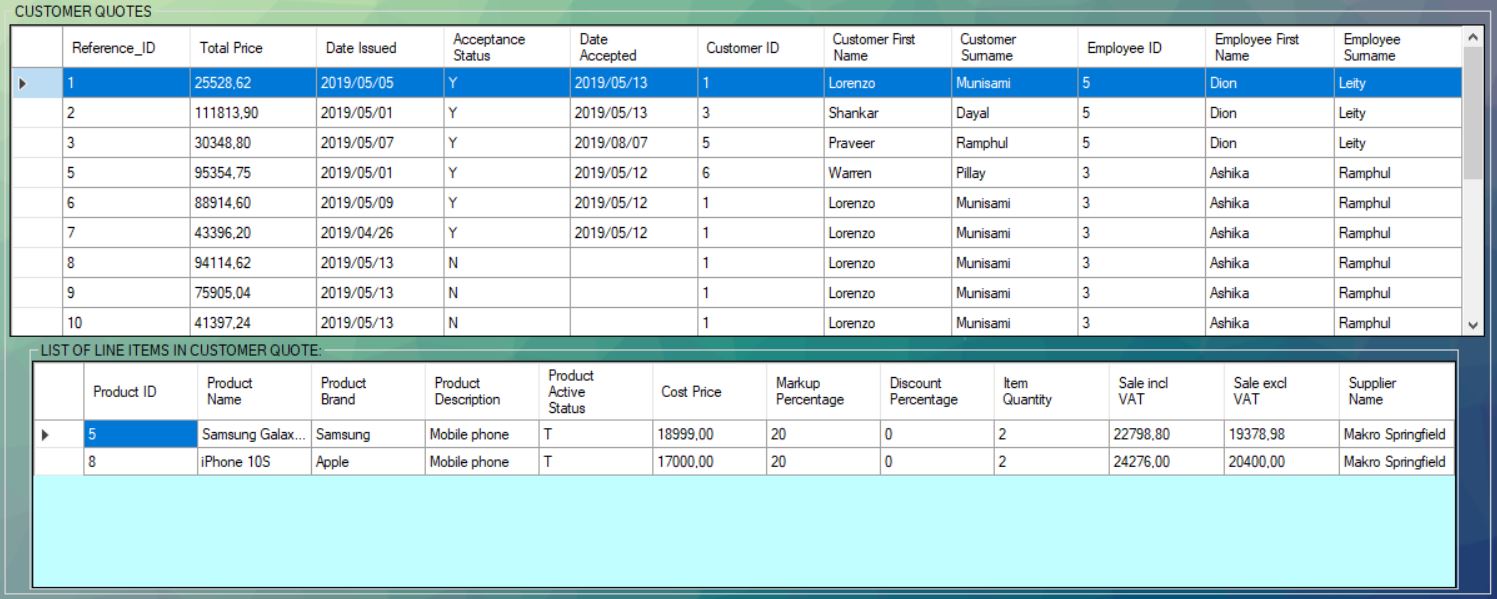 CUSTOMER QUOTES
Reference_ID Total Price Date Issued Acceptance Status Date Accepted Customer ID Customer First Name Customer Surname Employee ID Employee First Name Employee Surname
1 25528,62 2019/05/05 Y 2019/05/13 1 Lorenzo Munisami 5 Dion Leity
2 111813,90 2019/05/01 Y 2019/05/13 3 Shankar Dayal 5 Dion Leity
3 30348,80 2019/05/07 Y 2019/08/07 5 Praveer Ramphul 5 Dion Leity
5 95354,75 2019/05/01 Y 2019/05/12 6 Warren Pillay 3 Ashika Ramphul
6 88914,60 2019/05/09 Y 2019/05/12 1 Lorenzo Munisami 3 Ashika Ramphul
7 43396,20 2019/04/26 Y 2019/05/12 1 Lorenzo Munisami 3 Ashika Ramphul
8 94114,62 2019/05/13 N 1 Lorenzo Munisami 3 Ashika Ramphul
9 75905,04 2019/05/13 N 1 Lorenzo Munisami 3 Ashika Ramphul
10 41397,24 2019/05/13 N 1 Lorenzo Munisami 3 Ashika Ramphul
LIST OF LINE ITEMS IN CUSTOMER QUOTE:
Product ID Product Name Product Brand Product Description Product Active Status Cost Price Markup Percentage Discount Percentage Item Quantity Sale incl VAT Sale excl VAT Supplier Name
5 Samsung Galax... Samsung Mobile phone T 18999,00 20 0 2 22798,80 19378,98 Makro Springfield
8 iPhone 10S Apple Mobile phone T 17000,00 20 0 2 24276,00 20400,00 Makro Springfield